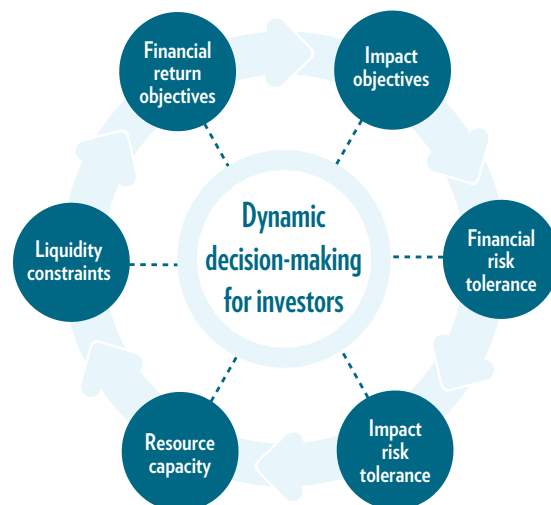 Financial
return
objectives
Impact
objectives
Dynamic
decision-making
for investors
Liquidity
constraints
Financial
risk
tolerance
Resource
capacity
Impact
risk
tolerance